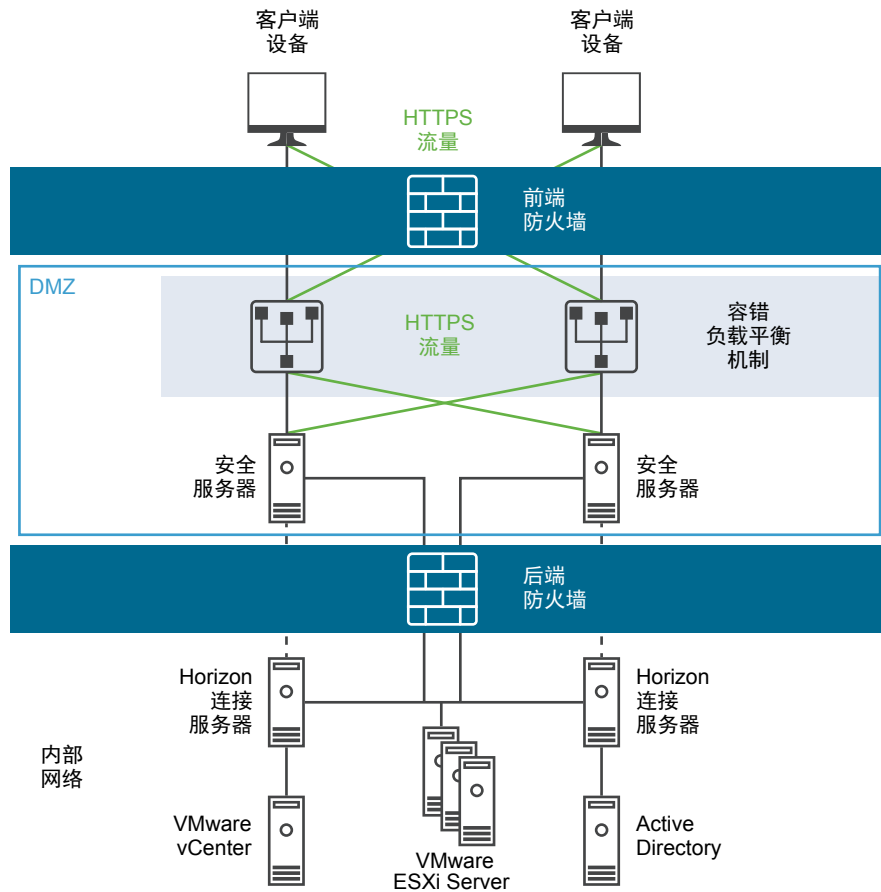 客户端
设备
客户端
设备
HTTPS
流量
前端
防火墙
DMZ
HTTPS
流量
容错
负载平衡
机制
安全
服务器
安全
服务器
后端
防火墙
Horizon
连接
服务器
Horizon
连接
服务器
内部
网络
VMware
vCenter
VMware
ESXi Server
Active
Directory